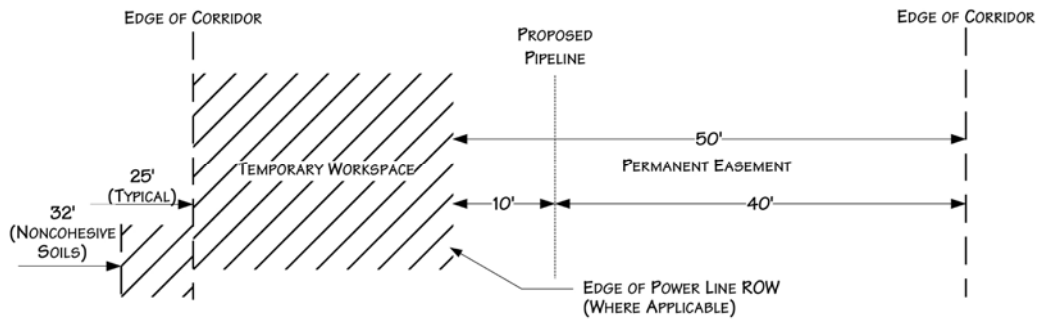 EDGE OF CORRIDOR
EDGE OF CORRIDOR
PROPOSED
PIPELINE
50'
TEMPORARY WORKSPACE
PERMANENT EASEMENT
25'
(TYPICAL)
10'
40'
32'
(NONCOHESIVE
SOILS)
EDGE OF POWER LINE ROW
(WHERE APPLICABLE)